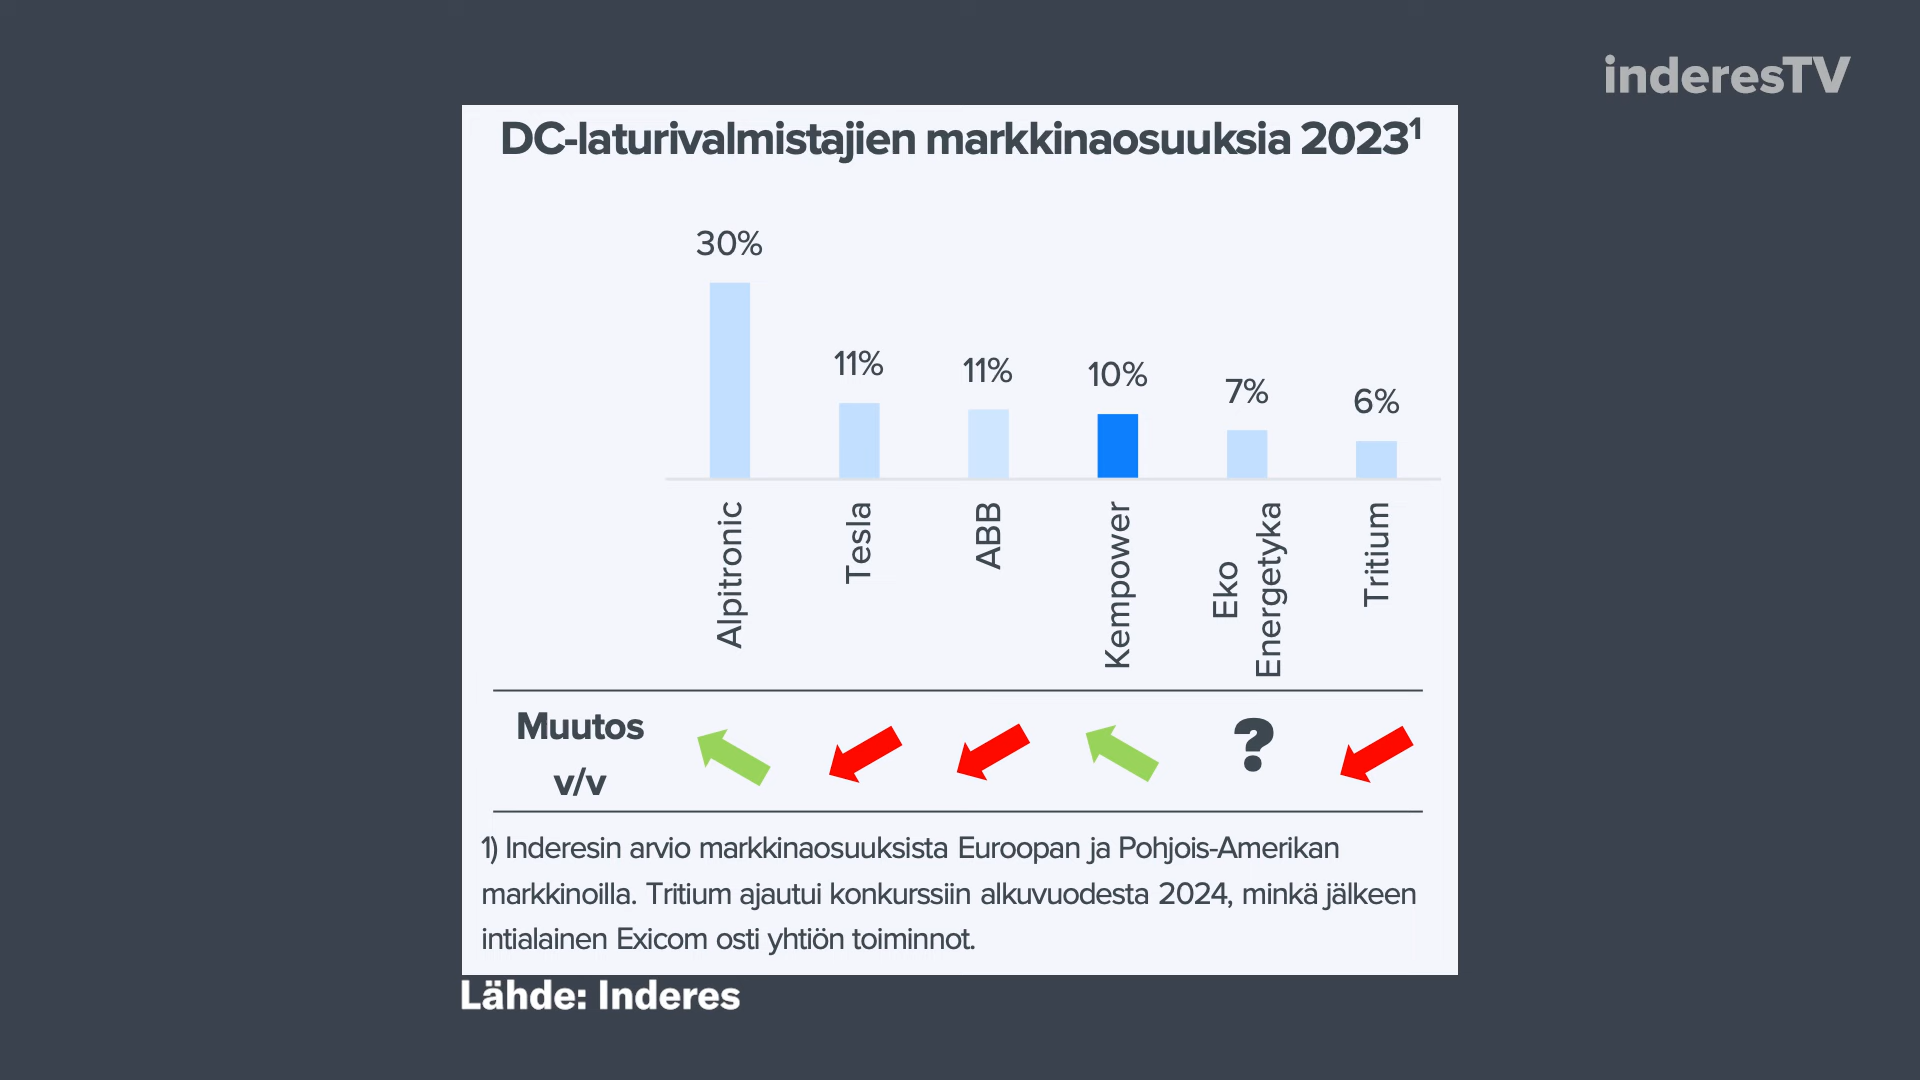 inderesTV
DC-laturivalmistajien markkinaosuuksia 2023¹
30%
11%
11%
10%
7%
6%
Alpitronic
Tesla
ABB
Kempower
Eko
Energetyka
Tritium
Muutos
v/v
?
1) Inderesin arvio markkinaosuuksista Euroopan ja Pohjois-Amerikan
markkinoilla. Tritium ajautui konkurssiin alkuvuodesta 2024, minkä jälkeen
intialainen Exicom osti yhtiön toiminnot.
Lähde: Inderes